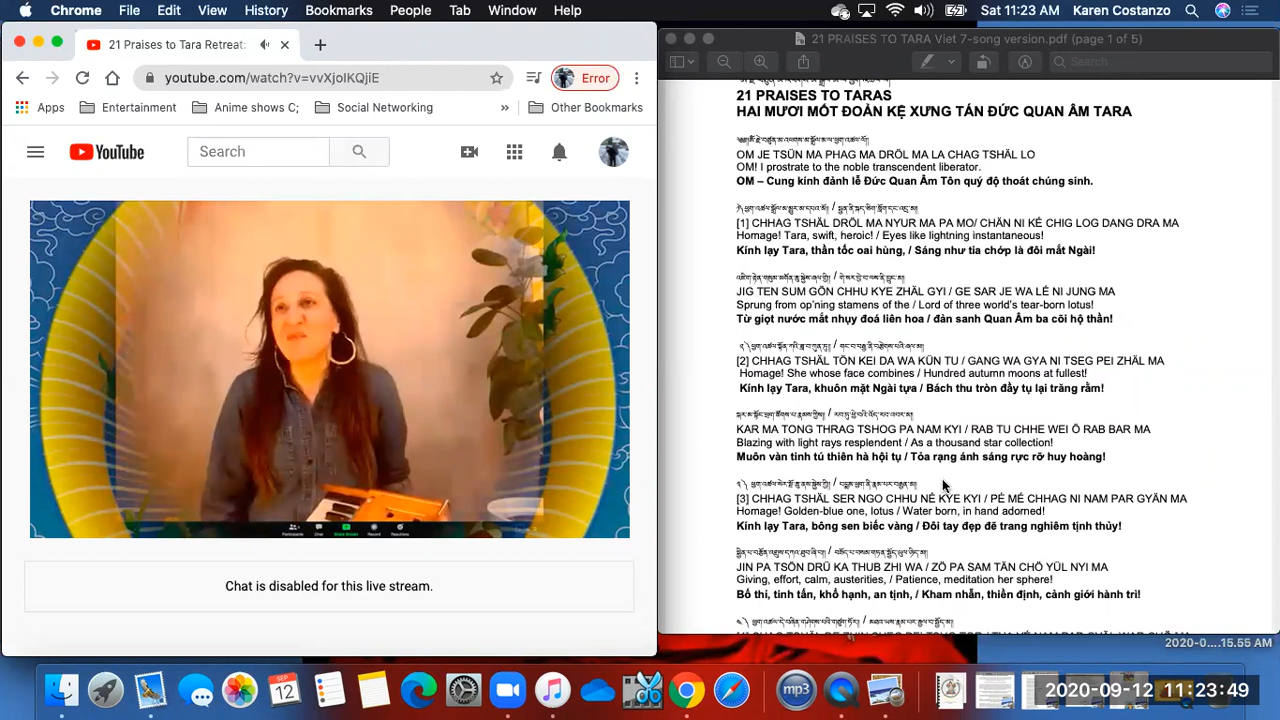 Chrome File Edit View History Bookmarks People Tab Window Help Sat 11:23 AM Karen Costanzo
21 Praises to Tara Retreat:
youtube.com/watch?v=vvXjolKQJiE
Error
Apps Entertainment Anime shows C; Social Networking » Other Bookmarks
YouTube Search
Participants Chat Share Screen Record Reactions
Chat is disabled for this live stream.
21 PRAISES TO TARA Viet 7-song version.pdf (page 1 of 5)
Search
21 PRAISES TO TARAS
HAI MƯƠI MỐT ĐOẢN KỆ XƯNG TÁN ĐỨC QUAN ÂM TARA
OM JE TSÜN MA PHAG MA DRÖL MA LA CHAG TSHÄL LO
OM! I prostrate to the noble transcendent liberator.
OM – Cung kính đảnh lễ Đức Quan Âm Tôn quý độ thoát chúng sinh.
[1] CHHAG TSHÄL DRÖL MA NYUR MA PA MO/ CHÄN NI KÉ CHIG LOG DANG DRA MA
Homage! Tara, swift, heroic! / Eyes like lightning instantaneous!
Kính lạy Tara, thần tốc oai hùng, / Sáng như tia chớp là đôi mắt Ngài!
JIG TEN SUM GÖN CHHU KYE ZHÄL GYI / GE SAR JE WA LÉ NI JUNG MA
Sprung from op'ning stamens of the / Lord of three world's tear-born lotus!
Từ giọt nước mắt nhụy đoá liên hoa / đản sanh Quan Âm ba cõi hộ thần!
[2] CHHAG TSHÄL TÖN KEI DA WA KÜN TU / GANG WA GYA NI TSEG PEI ZHÄL MA
Homage! She whose face combines / Hundred autumn moons at fullest!
Kính lạy Tara, khuôn mặt Ngài tựa / Bách thu tròn đầy tụ lại trăng rằm!
KAR MA TONG THRAG TSHOG PA NAM KYI / RAB TU CHHE WEI Ö RAB BAR MA
Blazing with light rays resplendent / As a thousand star collection!
Muôn vàn tinh tú thiên hà hội tụ / Tỏa rạng ánh sáng rực rỡ huy hoàng!
[3] CHHAG TSHÄL SER NGO CHHU NÉ KYE KYI / PÉ MÉ CHHAG NI NAM PAR GYÄN MA
Homage! Golden-blue one, lotus / Water born, in hand adorned!
Kính lạy Tara, bông sen biếc vàng / Đôi tay đẹp đẽ trang nghiêm tịnh thủy!
JIN PA TSÖN DRÜ KA THUB ZHI WA / ZÖ PA SAM TÄN CHÖ YÜL NYI MA
Giving, effort, calm, austerities, / Patience, meditation her sphere!
Bố thí, tinh tấn, khổ hạnh, an tịnh, / Kham nhẫn, thiền định, cảnh giới hành trì!
2020-0....15.55 AM
12
mp3
2020-09-12 11:23:49